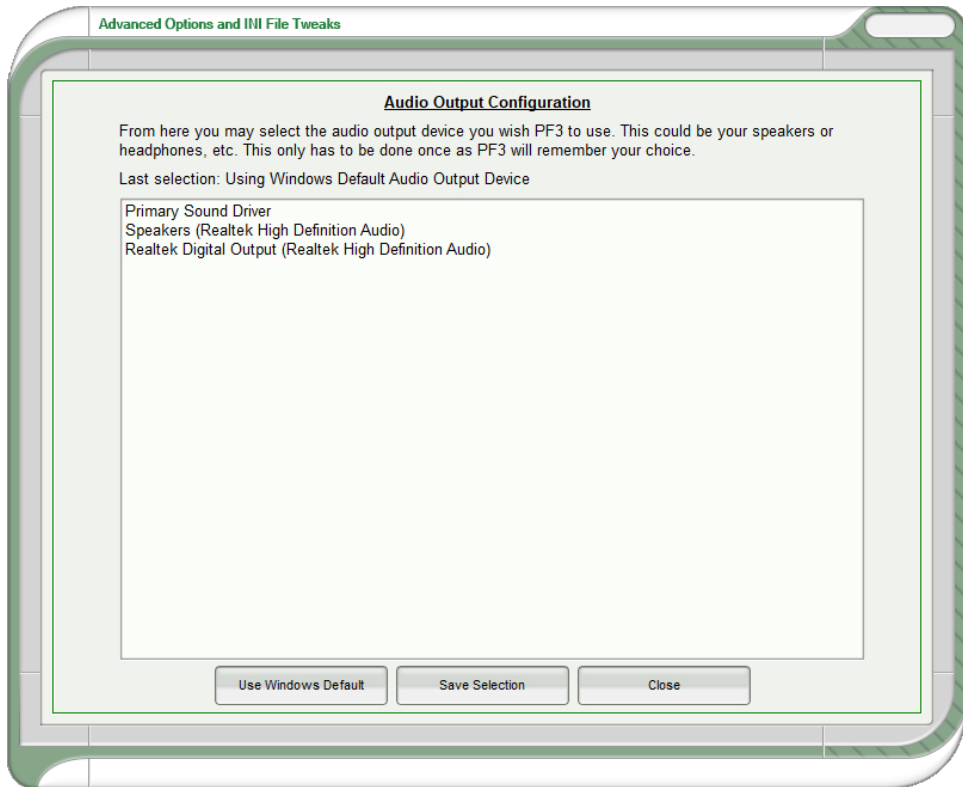 Advanced Options and INI File Tweaks
Audio Output Configuration
From here you may select the audio output device you wish PF3 to use. This could be your speakers or
headphones, etc. This only has to be done once as PF3 will remember your choice.
Last selection: Using Windows Default Audio Output Device
Primary Sound Driver
Speakers (Realtek High Definition Audio)
Realtek Digital Output (Realtek High Definition Audio)
Use Windows Default
Save Selection
Close